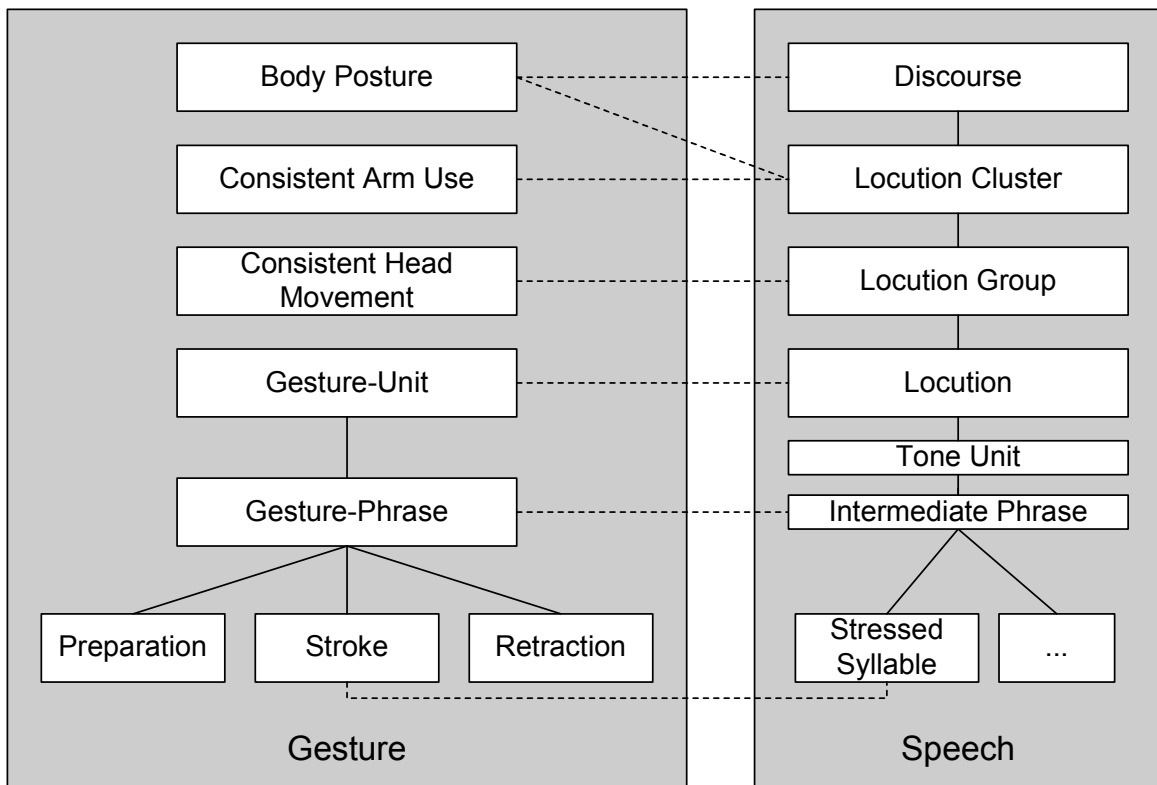 Body Posture
Discourse
Consistent Arm Use
Locution Cluster
Consistent Head
Movement
Locution Group
Gesture-Unit
Locution
Tone Unit
Gesture-Phrase
Intermediate Phrase
Preparation
Stroke
Retraction
Stressed
Syllable
...
Gesture
Speech